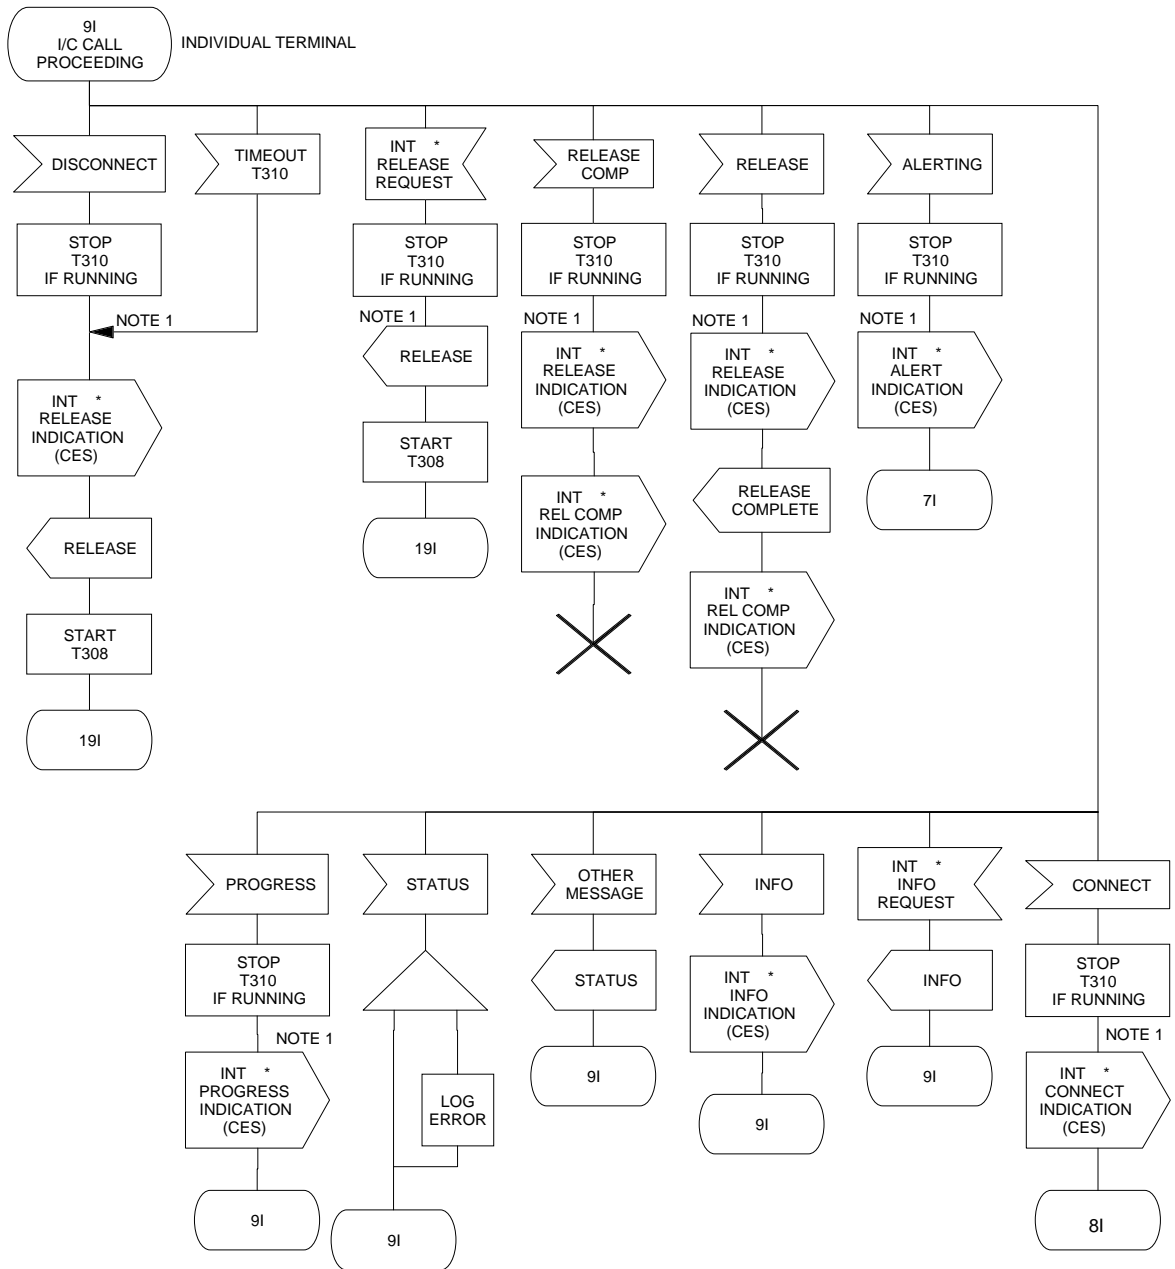 9I
I/C CALL
PROCEEDING
INDIVIDUAL TERMINAL
DISCONNECT
TIMEOUT
T310
INT *
RELEASE
REQUEST
RELEASE
COMP
RELEASE
ALERTING
STOP
T310
IF RUNNING
STOP
T310
IF RUNNING
STOP
T310
IF RUNNING
STOP
T310
IF RUNNING
STOP
T310
IF RUNNING
NOTE 1
NOTE 1
NOTE 1
NOTE 1
NOTE 1
INT *
RELEASE
INDICATION
(CES)
RELEASE
INT *
RELEASE
INDICATION
(CES)
INT *
RELEASE
INDICATION
(CES)
INT *
ALERT
INDICATION
(CES)
RELEASE
START
T308
INT *
REL COMP
INDICATION
(CES)
RELEASE
COMPLETE
7I
START
T308
19I
INT *
REL COMP
INDICATION
(CES)
19I
PROGRESS
STATUS
OTHER
MESSAGE
INFO
INT *
INFO
REQUEST
CONNECT
STOP
T310
IF RUNNING
STATUS
INT *
INFO
INDICATION
(CES)
INFO
STOP
T310
IF RUNNING
NOTE 1
NOTE 1
INT *
PROGRESS
INDICATION
(CES)
LOG
ERROR
9I
9I
9I
INT *
CONNECT
INDICATION
(CES)
9I
9I
8I